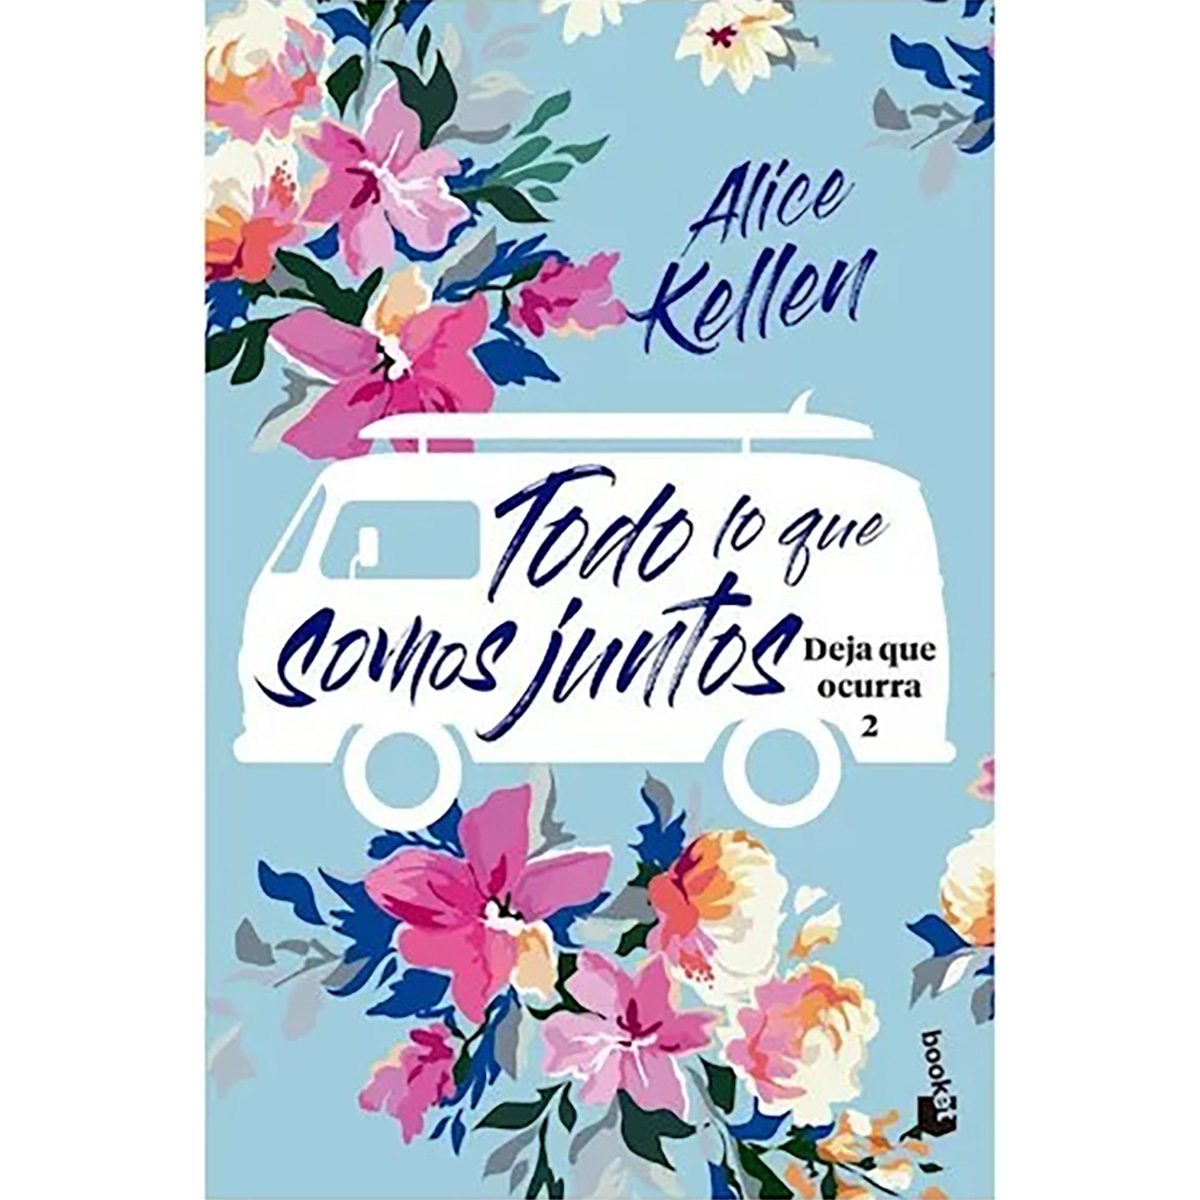 Alice
Kellen
Todo lo que
somos juntos
Deja que
ocurra
2
booket